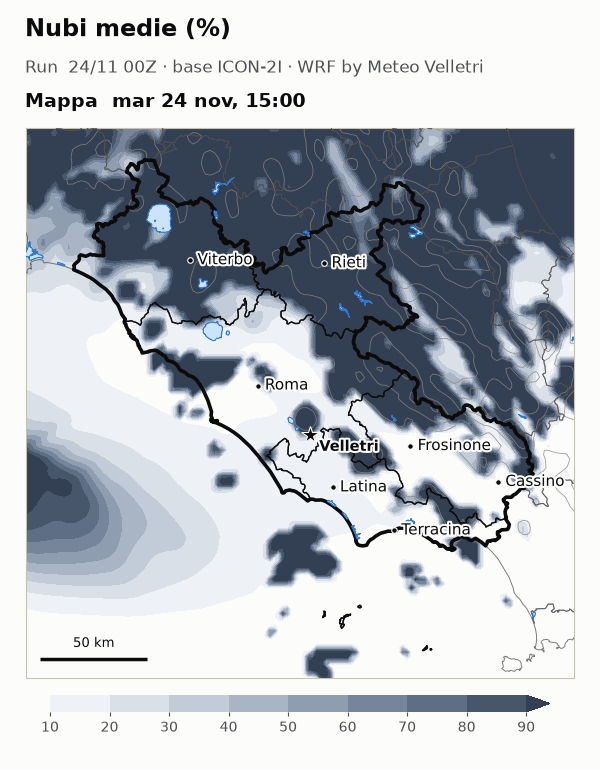 Nubi medie (%)
Run  24/11 00Z · base ICON-2I · WRF by Meteo Velletri
Mappa  mar 24 nov, 15:00
Viterbo
Rieti
Roma
Velletri
Frosinone
Cassino
Latina
Terracina
50 km
10 20 30 40 50 60 70 80 90